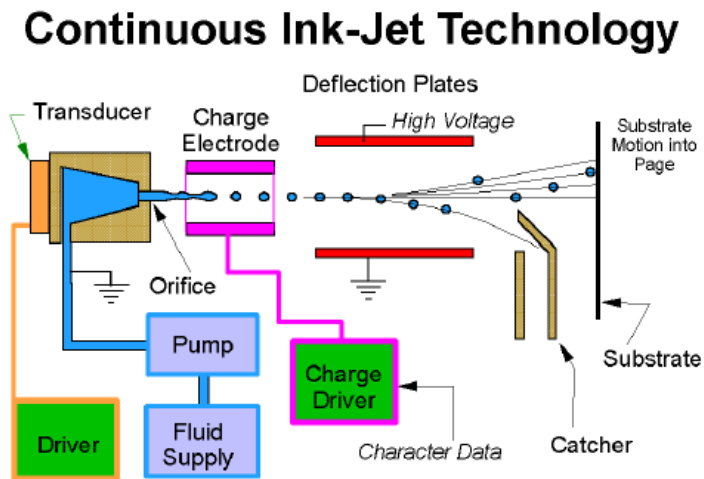 Continuous Ink-Jet Technology
Deflection Plates
Transducer
Charge
Electrode
High Voltage
Substrate
Motion into
Page
Orifice
Pump
Substrate
Charge
Driver
Driver
Fluid
Supply
Character Data
Catcher